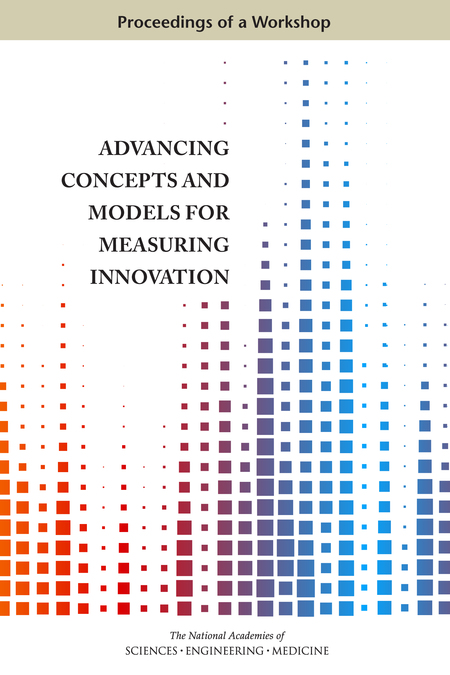 Proceedings of a Workshop
ADVANCING
CONCEPTS AND
MODELS FOR
MEASURING
INNOVATION
The National Academies of
SCIENCES • ENGINEERING • MEDICINE